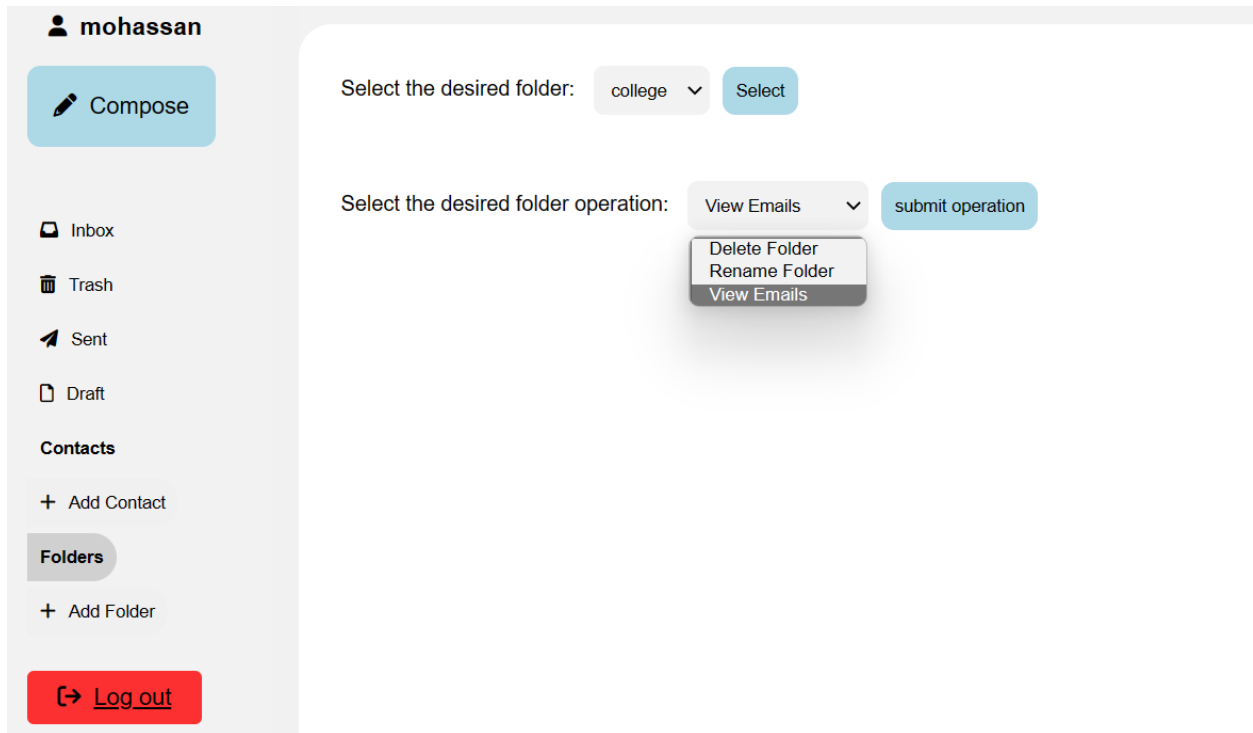 mohassan
Compose
Inbox
Trash
Sent
Draft
Contacts
+ Add Contact
Folders
+ Add Folder
Log out
Select the desired folder: college Select
Select the desired folder operation: View Emails submit operation
Delete Folder
Rename Folder
View Emails